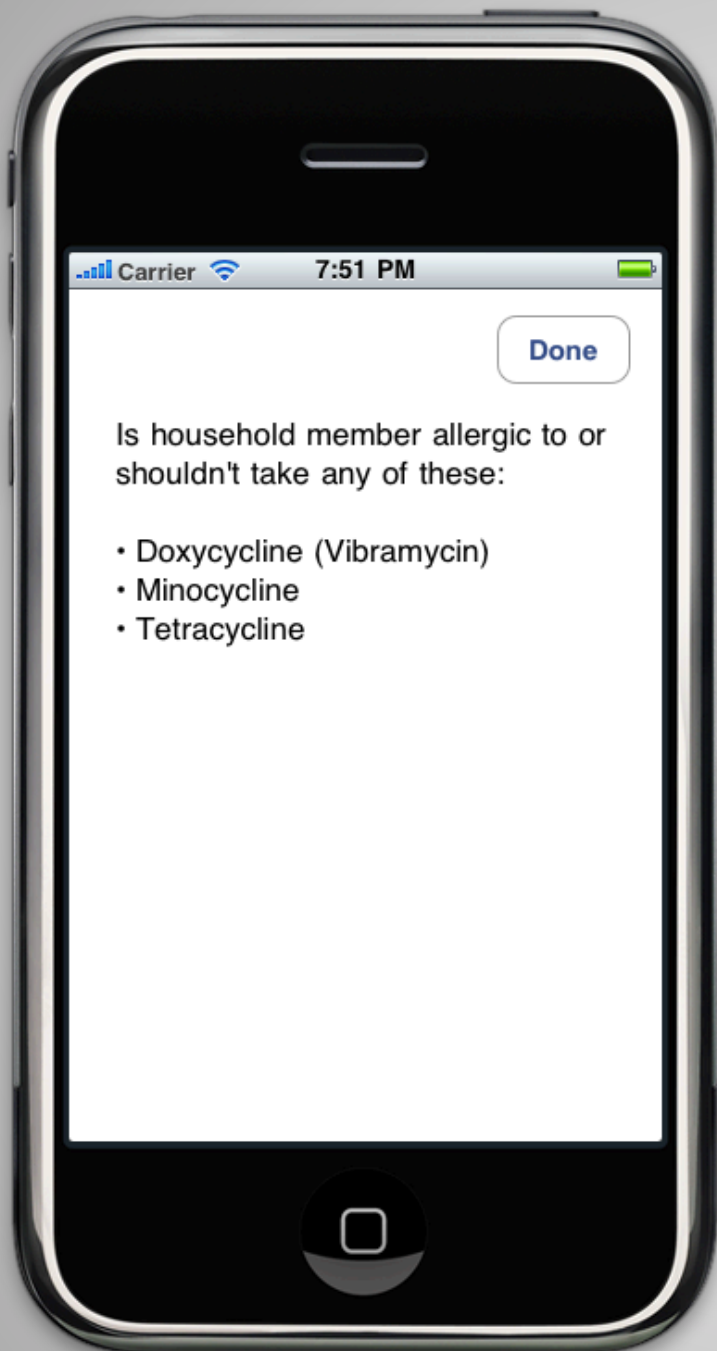 Carrier 7:51 PM
Done
Is household member allergic to or
shouldn't take any of these:
• Doxycycline (Vibramycin)
• Minocycline
• Tetracycline